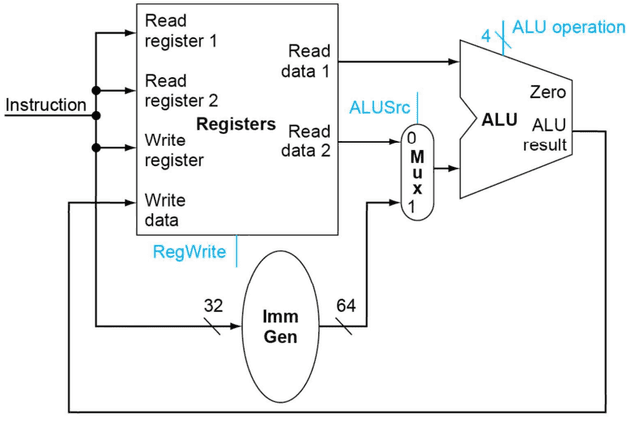 Instruction
Read
register 1
Read
register 2
Write
register
Write
data
Registers
Read
data 1
Read
data 2
RegWrite
32
Imm
Gen
64
ALUSrc
0
M
u
x
1
4
ALU operation
Zero
ALU
ALU
result